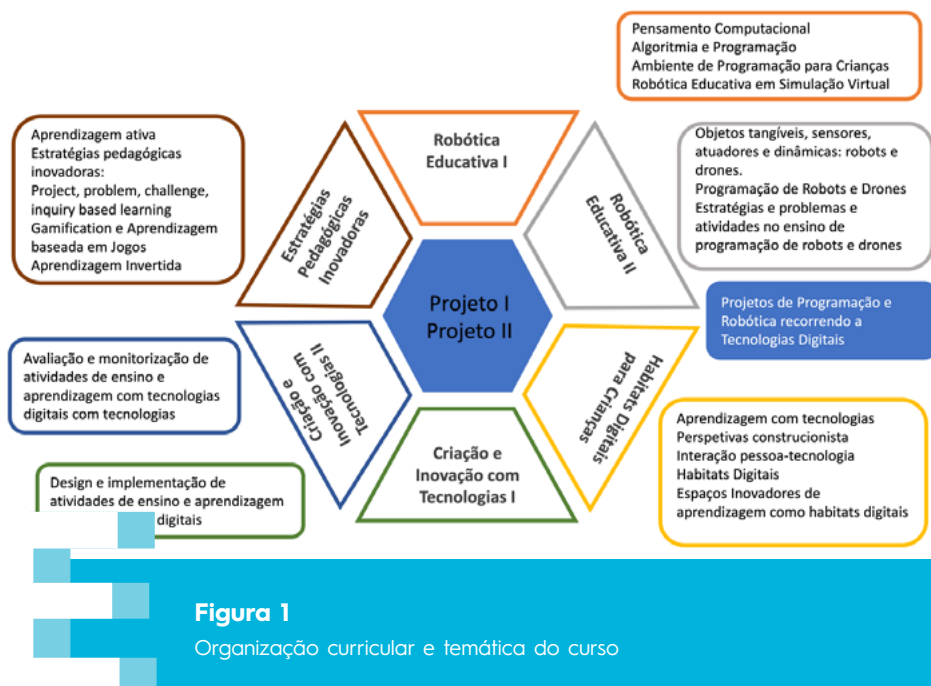 Pensamento Computacional
Algoritmia e Programação
Ambiente de Programação para Crianças
Robótica Educativa em Simulação Virtual
Aprendizagem ativa
Estratégias pedagógicas
inovadoras:
Project, problem, challenge,
inquiry based learning
Gamification e Aprendizagem
baseada em Jogos
Aprendizagem Invertida
Estratégias
Pedagógicas
Inovadoras
Robótica
Educativa I
Robótica
Educativa II
Objetos tangíveis, sensores,
atuadores e dinâmicas: robots e
drones.
Programação de Robots e Drones
Estratégias e problemas e
atividades no ensino de
programação de robots e drones
Projeto I
Projeto II
Projetos de Programação e
Robótica recorrendo a
Tecnologias Digitais
Avaliação e monitorização de
atividades de ensino e
aprendizagem com tecnologias
digitais com tecnologias
Criação e
Inovação com
Tecnologias II
Habitats Digitais
para Crianças
Aprendizagem com tecnologias
Perspetivas construcionista
Interação pessoa-tecnologia
Habitats Digitais
Espaços Inovadores de
aprendizagem como habitats digitais
Criação e
Inovação com
Tecnologias I
Design e implementação de
atividades de ensino e aprendizagem
digitais
Figura 1
Organização curricular e temática do curso